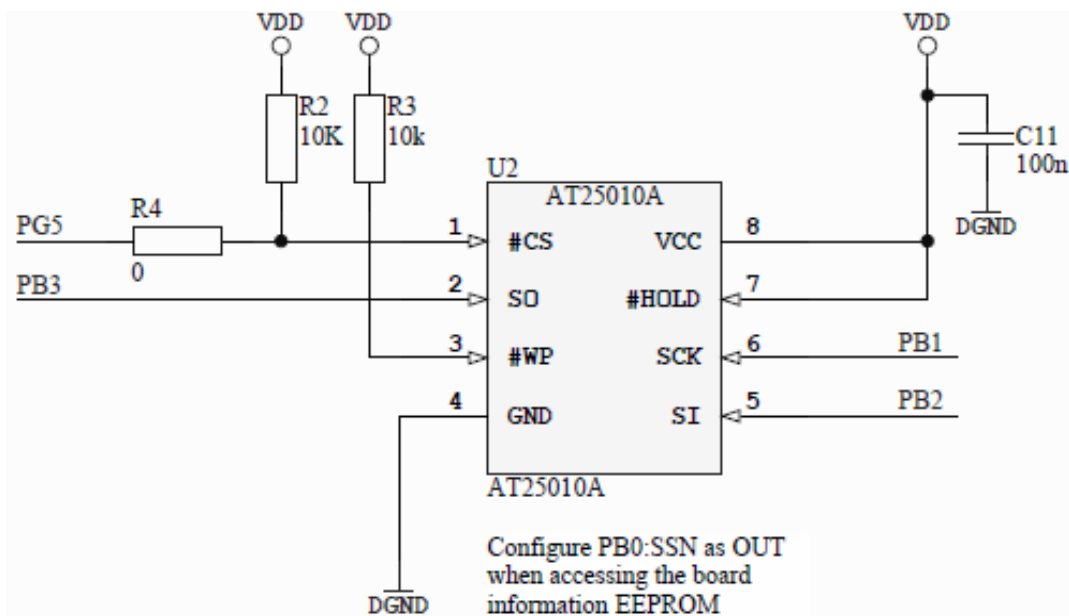 VDD
VDD
VDD
R2
10K
R3
10k
C11
100n
DGND
U2
AT25010A
PG5
R4
0
1
#CS
VCC
8
PB3
2
SO
#HOLD
7
3
#WP
SCK
6
PB1
4
GND
SI
5
PB2
AT25010A
DGND
Configure PB0:SSN as OUT
when accessing the board
information EEPROM